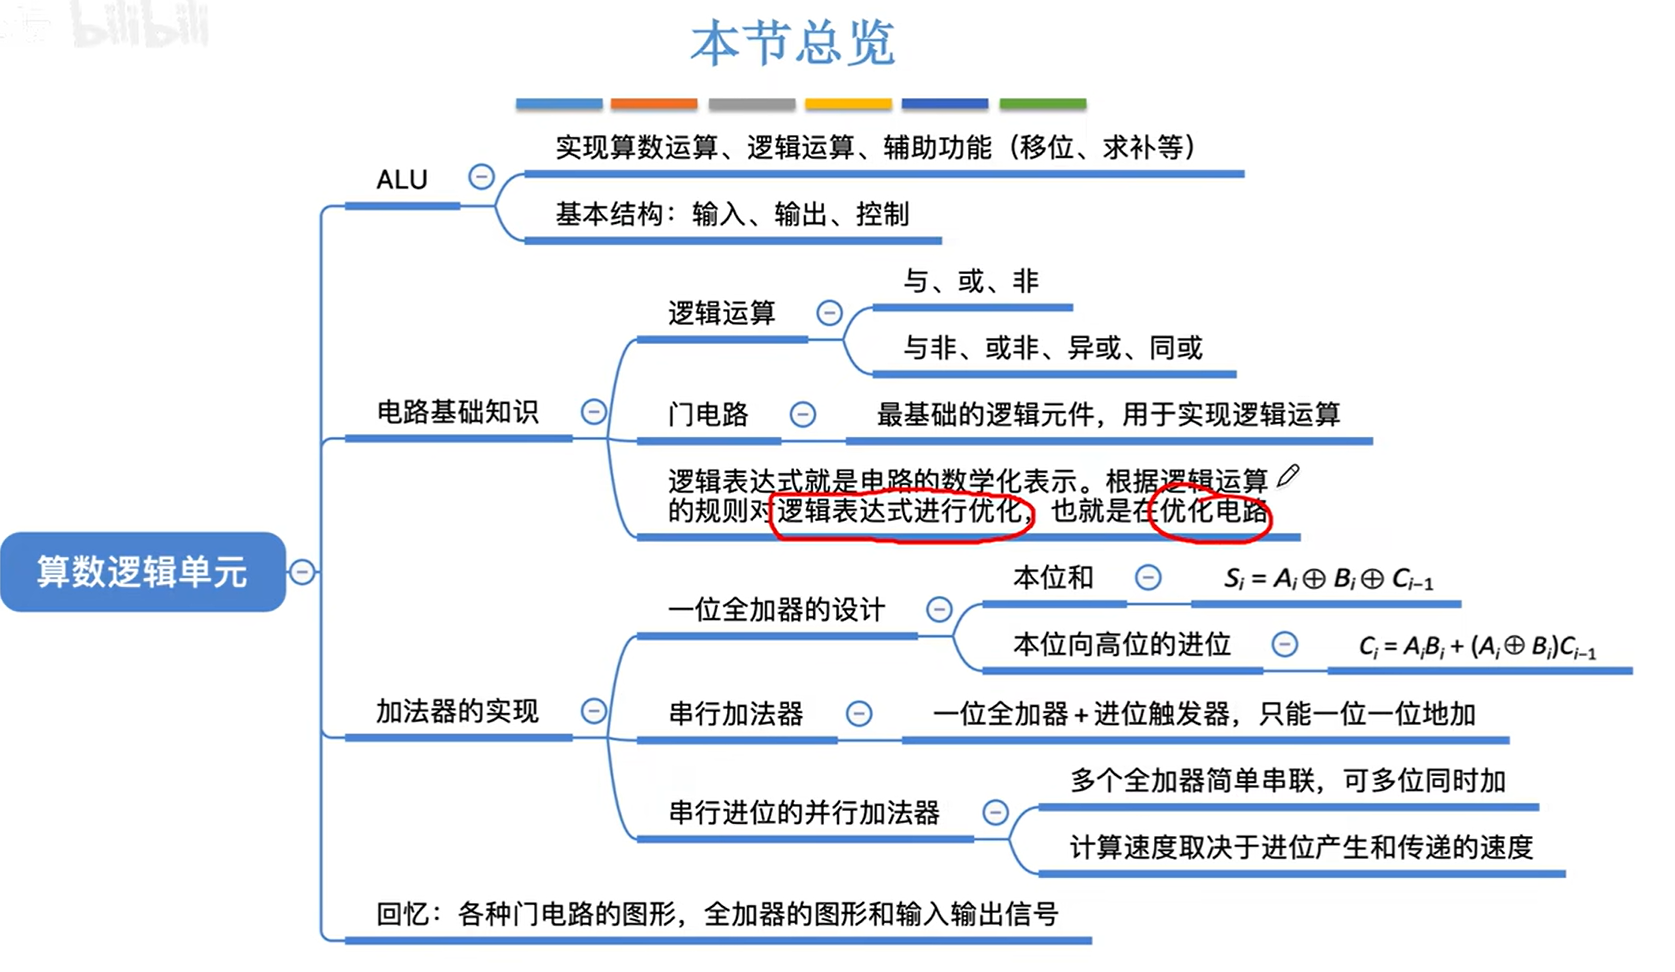 bilibili
本节总览
实现算数运算、逻辑运算、辅助功能（移位、求补等）
ALU
基本结构：输入、输出、控制
与、或、非
逻辑运算
与非、或非、异或、同或
电路基础知识
门电路
最基础的逻辑元件，用于实现逻辑运算
逻辑表达式就是电路的数学化表示。根据逻辑运算
的规则对逻辑表达式进行优化，也就是在优化电路
算数逻辑单元
本位和
Sᵢ = Aᵢ ⊕ Bᵢ ⊕ Cᵢ₋₁
一位全加器的设计
本位向高位的进位
Cᵢ = AᵢBᵢ + (Aᵢ ⊕ Bᵢ)Cᵢ₋₁
加法器的实现
串行加法器
一位全加器 + 进位触发器，只能一位一位地加
多个全加器简单串联，可多位同时加
串行进位的并行加法器
计算速度取决于进位产生和传递的速度
回忆：各种门电路的图形，全加器的图形和输入输出信号